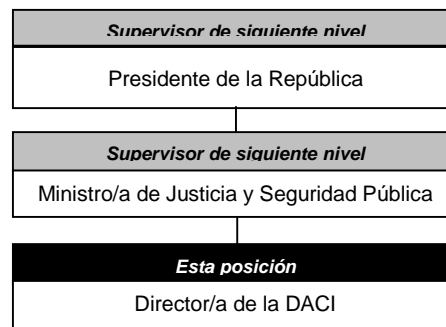 Supervisor de siguiente nivel
Presidente de la República
Supervisor de siguiente nivel
Ministro/a de Justicia y Seguridad Pública
Esta posición
Director/a de la DACI